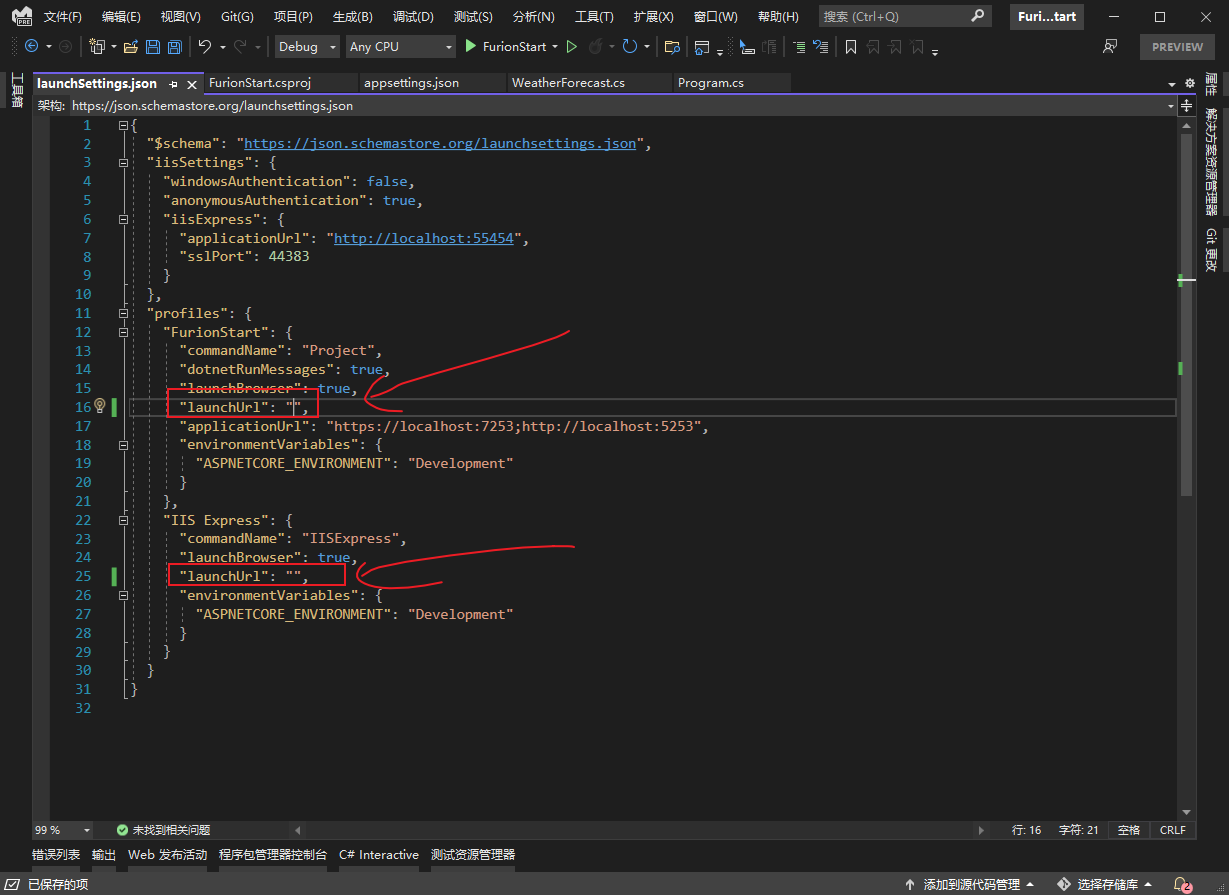 文件(F) 编辑(E) 视图(V) Git(G) 项目(P) 生成(B) 调试(D) 测试(S) 分析(N) 工具(T) 扩展(X) 窗口(W) 帮助(H) 搜索 (Ctrl+Q) Furi...tart
PRE
Debug Any CPU FurionStart PREVIEW
工具箱
launchSettings.json FurionStart.csproj appsettings.json WeatherForecast.cs Program.cs
架构: https://json.schemastore.org/launchsettings.json
1 {
2 "$schema": "https://json.schemastore.org/launchsettings.json",
3 "iisSettings": {
4 "windowsAuthentication": false,
5 "anonymousAuthentication": true,
6 "iisExpress": {
7 "applicationUrl": "http://localhost:55454",
8 "sslPort": 44383
9 }
10 },
11 "profiles": {
12 "FurionStart": {
13 "commandName": "Project",
14 "dotnetRunMessages": true,
15 "launchBrowser": true,
16 "launchUrl": "",
17 "applicationUrl": "https://localhost:7253;http://localhost:5253",
18 "environmentVariables": {
19 "ASPNETCORE_ENVIRONMENT": "Development"
20 }
21 },
22 "IIS Express": {
23 "commandName": "IISExpress",
24 "launchBrowser": true,
25 "launchUrl": "",
26 "environmentVariables": {
27 "ASPNETCORE_ENVIRONMENT": "Development"
28 }
29 }
30 }
31 }
32
属性
解决方案资源管理器
Git 更改
99 % 未找到相关问题 行: 16 字符: 21 空格 CRLF
错误列表 输出 Web 发布活动 程序包管理器控制台 C# Interactive 测试资源管理器
已保存的项 添加到源代码管理 选择存储库 2